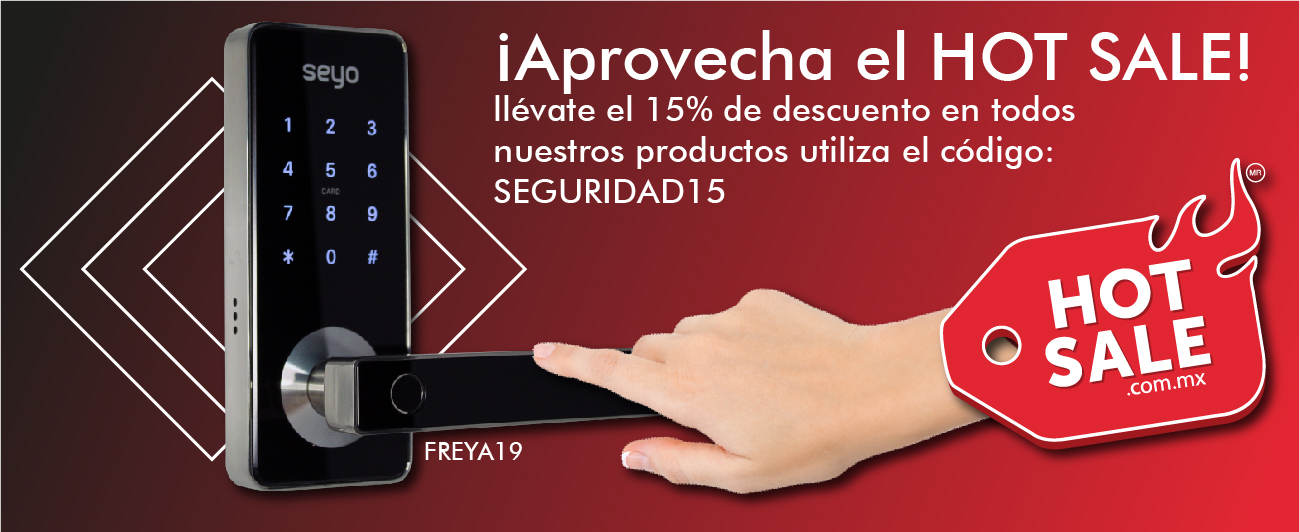 ¡Aprovecha el HOT SALE!
llévate el 15% de descuento en todos
nuestros productos utiliza el código:
SEGURIDAD15
seyo
1 2 3
4 5 6
CARD
7 8 9
* 0 #
FREYA19
MR
HOT
SALE
.com.mx